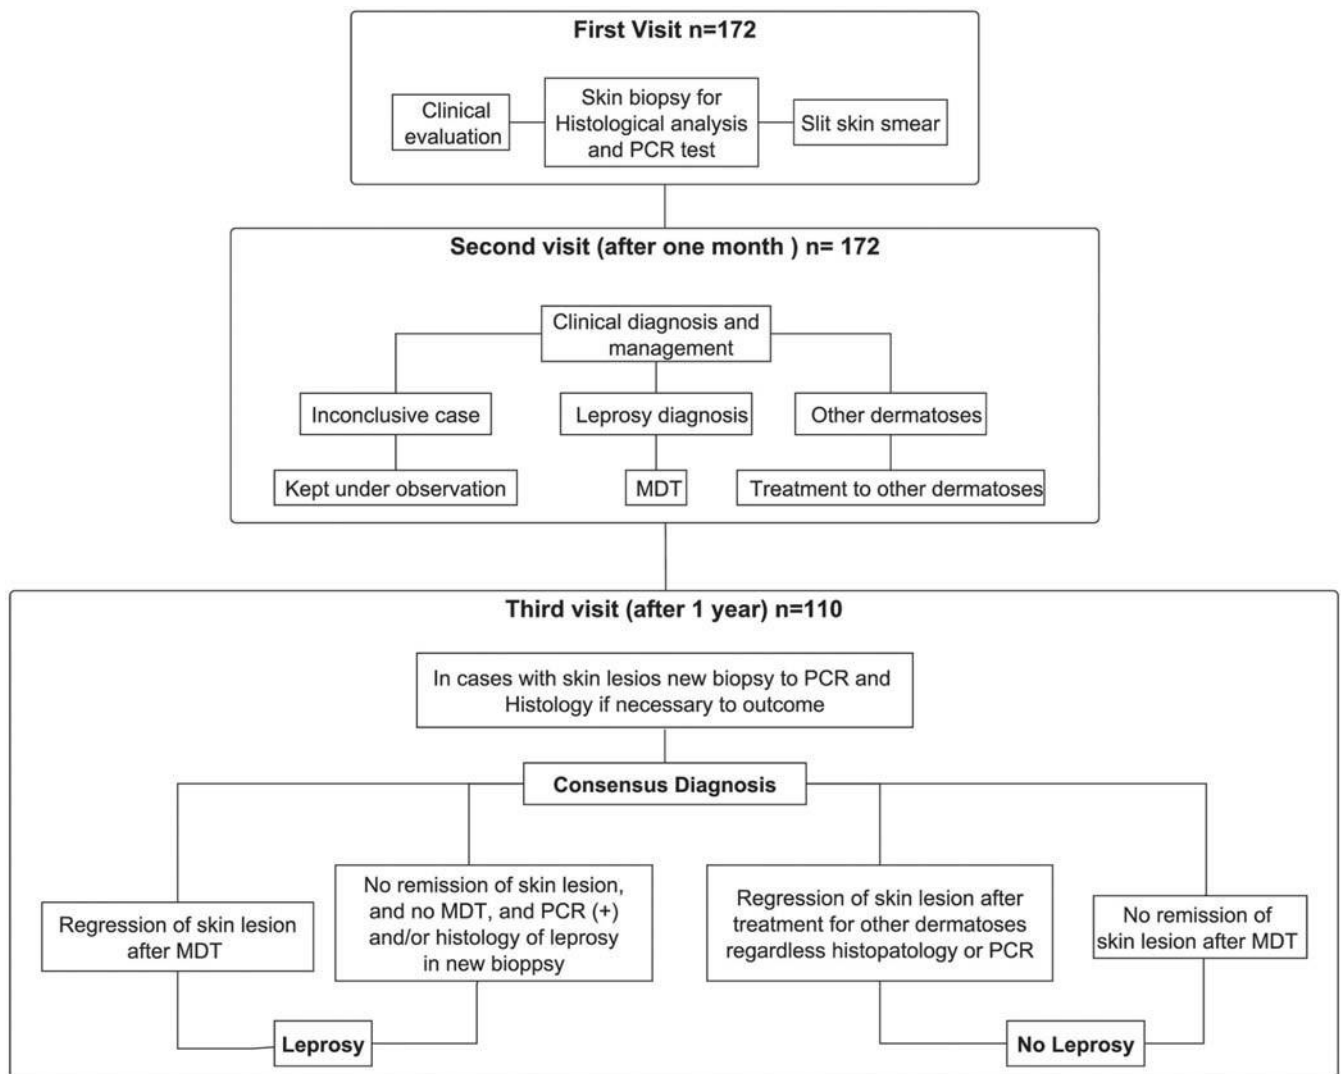 First Visit n=172
Clinical
evaluation
Skin biopsy for
Histological analysis
and PCR test
Slit skin smear
Second visit (after one month ) n= 172
Clinical diagnosis and
management
Inconclusive case
Leprosy diagnosis
Other dermatoses
Kept under observation
MDT
Treatment to other dermatoses
Third visit (after 1 year) n=110
In cases with skin lesios new biopsy to PCR and
Histology if necessary to outcome
Consensus Diagnosis
Regression of skin lesion
after MDT
No remission of skin lesion,
and no MDT, and PCR (+)
and/or histology of leprosy
in new bioppsy
Regression of skin lesion after
treatment for other dermatoses
regardless histopatology or PCR
No remission of
skin lesion after MDT
Leprosy
No Leprosy